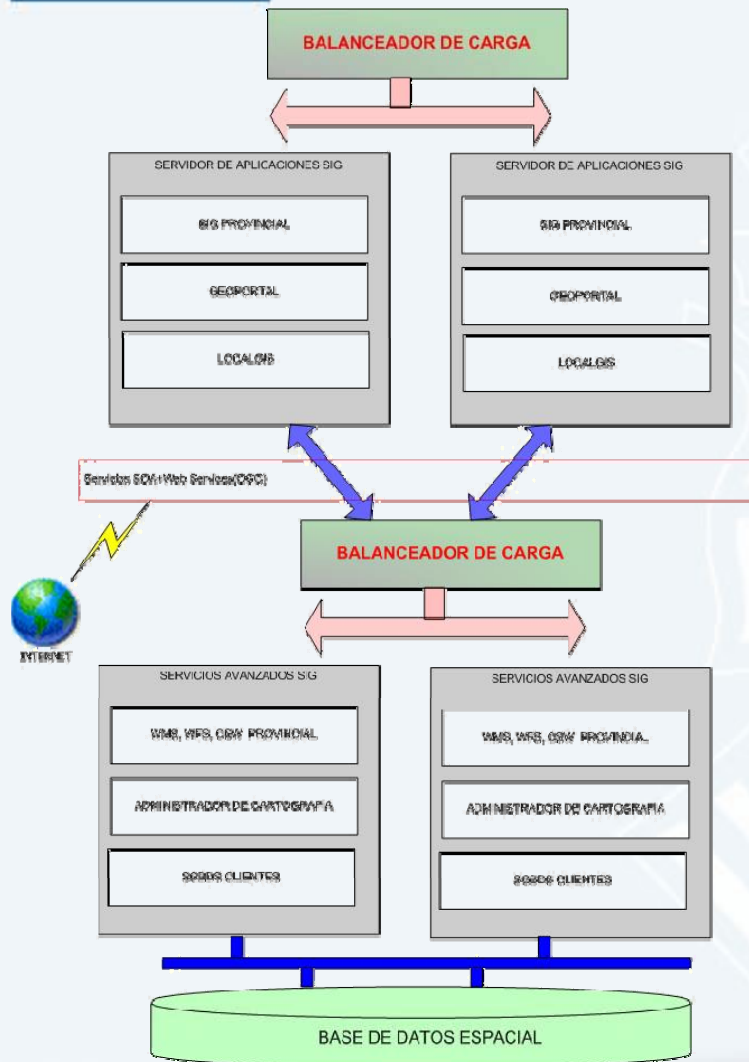 BALANCEADOR DE CARGA
SERVIDOR DE APLICACIONES SIG
SIG PROVINCIAL
GEOPORTAL
LOCALGIS
SERVIDOR DE APLICACIONES SIG
SIG PROVINCIAL
GEOPORTAL
LOCALGIS
Servicios SOA+Web Services(OGC)
INTERNET
BALANCEADOR DE CARGA
SERVICIOS AVANZADOS SIG
WMS, WFS, CSW PROVINCIAL
ADMINISTRADOR DE CARTOGRAFIA
SGBDS CLIENTES
SERVICIOS AVANZADOS SIG
WMS, WFS, CSW PROVINCIAL
ADMINISTRADOR DE CARTOGRAFIA
SGBDS CLIENTES
BASE DE DATOS ESPACIAL